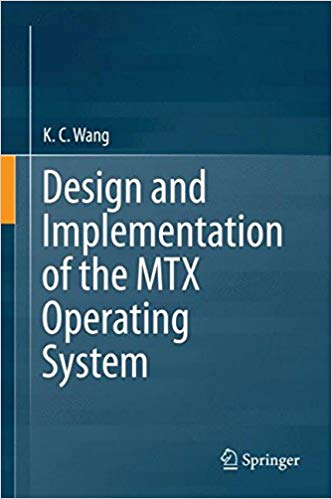 K. C. Wang
Design and
Implementation
of the MTX
Operating
System
Springer